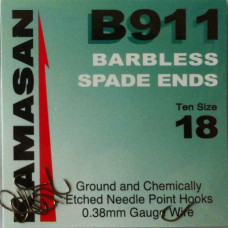 KAMASAN
B911
BARBLESS
SPADE ENDS
Ten Size
18
Ground and Chemically
Etched Needle Point Hooks
0.38mm Gauge Wire